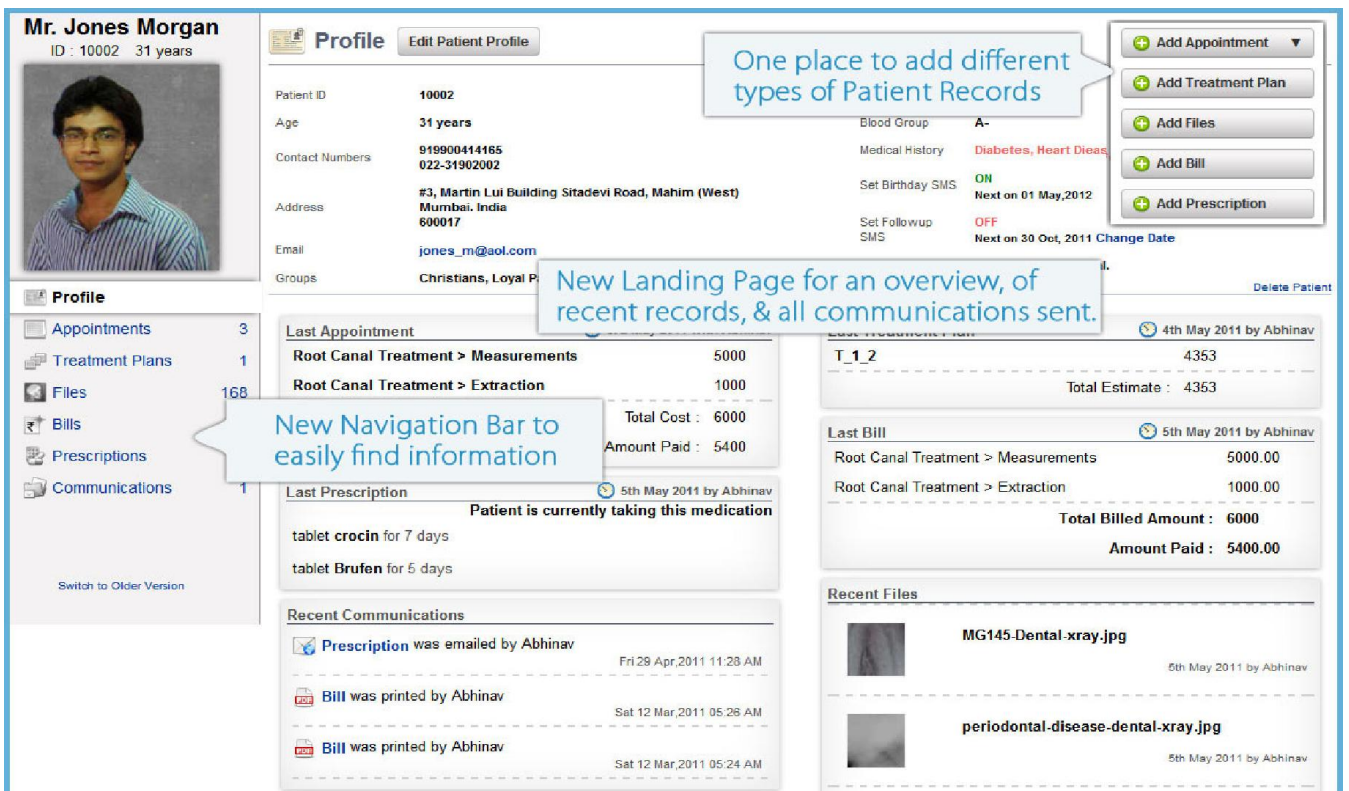 Mr. Jones Morgan
ID : 10002 31 years
Profile
Appointments 3
Treatment Plans 1
Files 168
Bills
Prescriptions
Communications 1
Switch to Older Version
Profile Edit Patient Profile
Patient ID 10002
Age 31 years
Contact Numbers 919900414165
022-31902002
Address #3, Martin Lui Building Sitadevi Road, Mahim (West)
Mumbai. India
600017
Email jones_m@aol.com
Groups Christians, Loyal
Blood Group A-
Medical History Diabetes, Heart
Set Birthday SMS ON
Next on 01 May,2012
Set Followup SMS OFF
Next on 30 Oct, 2011 Change Date
Delete Patient
One place to add different
types of Patient Records
Add Appointment ▼
Add Treatment Plan
Add Files
Add Bill
Add Prescription
New Landing Page for an overview, of
recent records, & all communications sent.
New Navigation Bar to
easily find information
Last Appointment
Root Canal Treatment > Measurements 5000
Root Canal Treatment > Extraction 1000
Total Cost : 6000
Amount Paid : 5400
Last Prescription 5th May 2011 by Abhinav
Patient is currently taking this medication
tablet crocin for 7 days
tablet Brufen for 5 days
Recent Communications
Prescription was emailed by Abhinav
Fri 29 Apr,2011 11:28 AM
Bill was printed by Abhinav
Sat 12 Mar,2011 05:26 AM
Bill was printed by Abhinav
Sat 12 Mar,2011 05:24 AM
Last Treatment Plan 4th May 2011 by Abhinav
T_1_2 4353
Total Estimate : 4353
Last Bill 5th May 2011 by Abhinav
Root Canal Treatment > Measurements 5000.00
Root Canal Treatment > Extraction 1000.00
Total Billed Amount : 6000
Amount Paid : 5400.00
Recent Files
MG145-Dental-xray.jpg
5th May 2011 by Abhinav
periodontal-disease-dental-xray.jpg
5th May 2011 by Abhinav